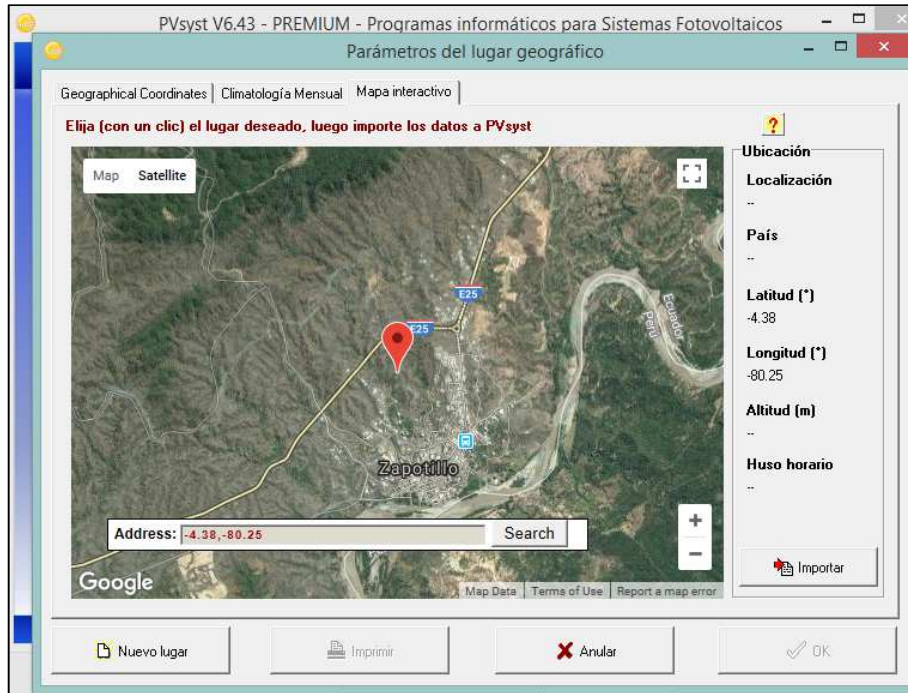 PVsyst V6.43 - PREMIUM - Programas informáticos para Sistemas Fotovoltaicos
Parámetros del lugar geográfico
Geographical Coordinates Climatología Mensual Mapa interactivo
Elija (con un clic) el lugar deseado, luego importe los datos a PVsyst
?
Map Satellite
E25
E25
Ecuador
Peru
Zapotillo
Address: -4.38,-80.25 Search
+
−
Google
Map Data Terms of Use Report a map error
Ubicación
Localización
--
País
--
Latitud (°)
-4.38
Longitud (°)
-80.25
Altitud (m)
--
Huso horario
--
Importar
Nuevo lugar Imprimir Anular OK